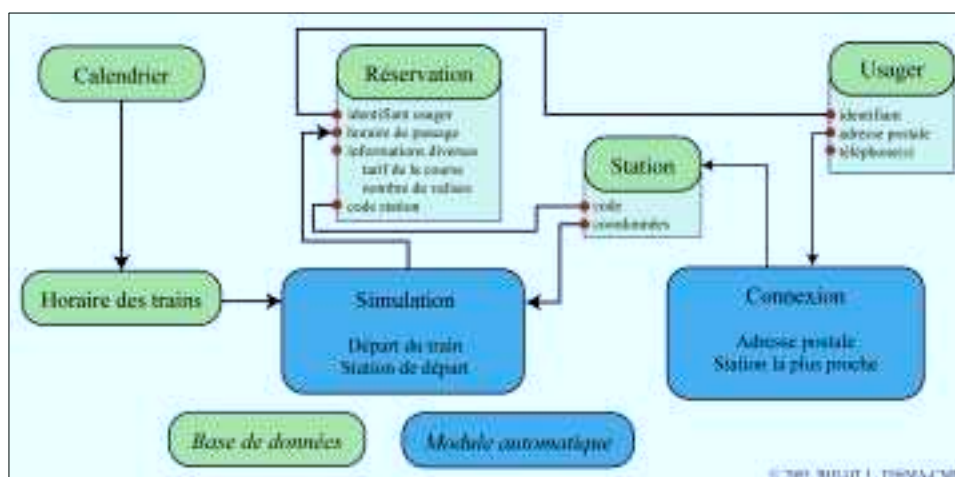 Calendrier
Réservation
identifiant usager
horaire de passage
informations diverses
tarif de la course
nombre de valises
code station
Usager
identifiant
adresse postale
téléphone(s)
Station
code
coordonnées
Horaire des trains
Simulation
Départ du train
Station de départ
Connexion
Adresse postale
Station la plus proche
Base de données
Module automatique